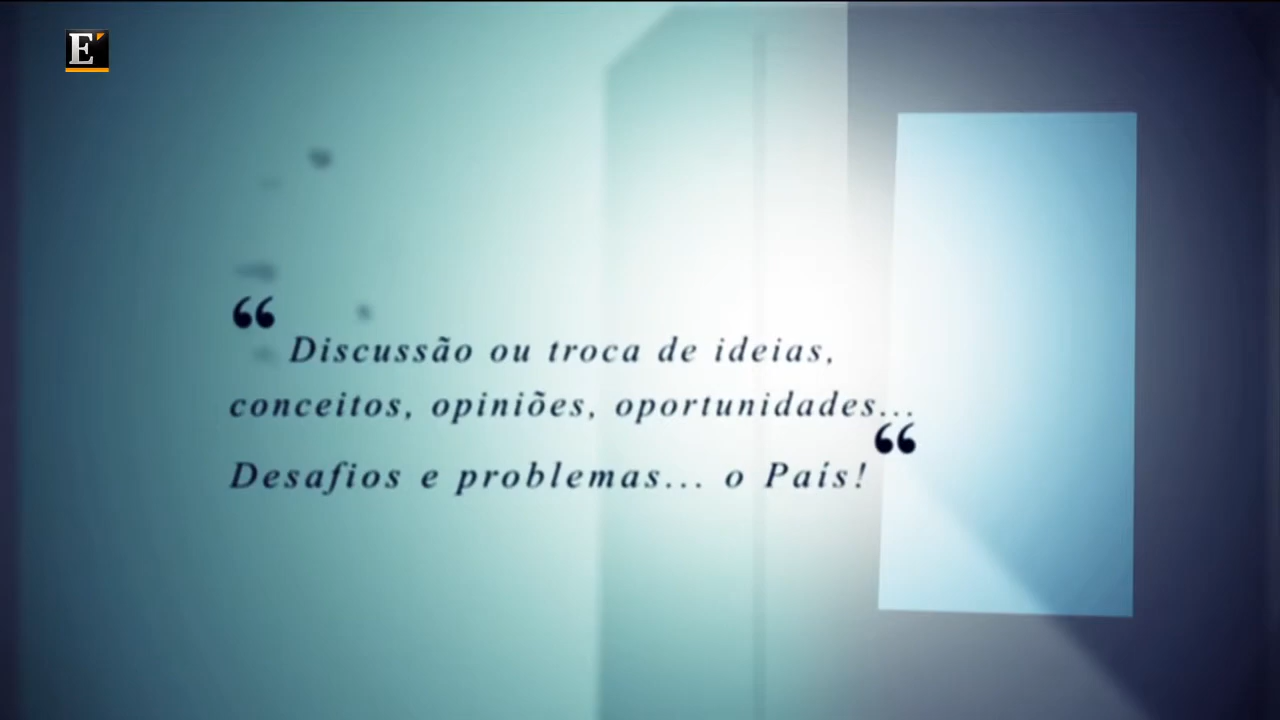 E´
“ Discussão ou troca de ideias,
conceitos, opiniões, oportunidades...
Desafios e problemas... o País! “